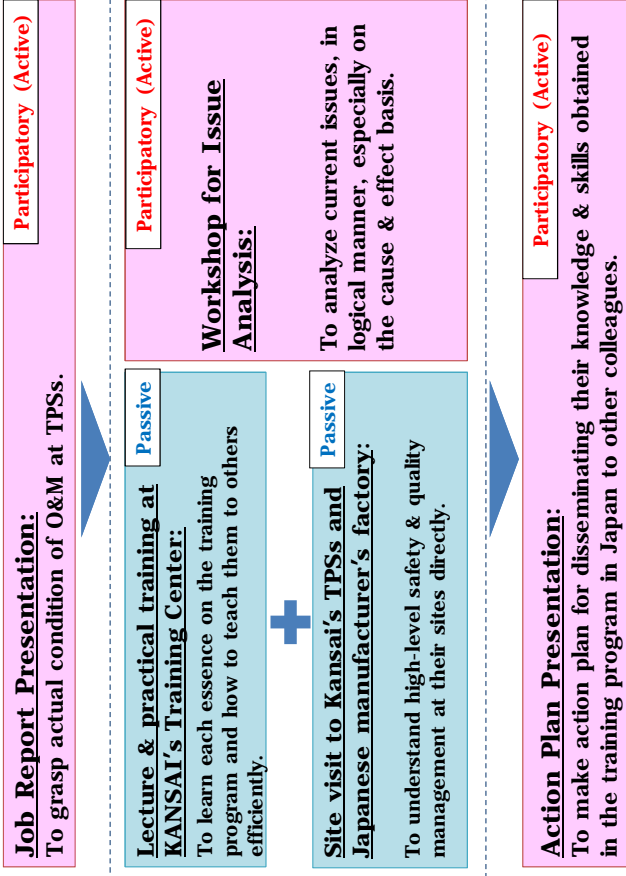 Job Report Presentation:
To grasp actual condition of O&M at TPSs.
Participatory (Active)
Lecture & practical training at
KANSAI's Training Center:
To learn each essence on the training
program and how to teach them to others
efficiently.
Passive
Site visit to Kansai's TPSs and
Japanese manufacturer's factory:
To understand high-level safety & quality
management at their sites directly.
Passive
Workshop for Issue
Analysis:
To analyze current issues, in
logical manner, especially on
the cause & effect basis.
Participatory (Active)
Action Plan Presentation:
To make action plan for disseminating their knowledge & skills obtained
in the training program in Japan to other colleagues.
Participatory (Active)